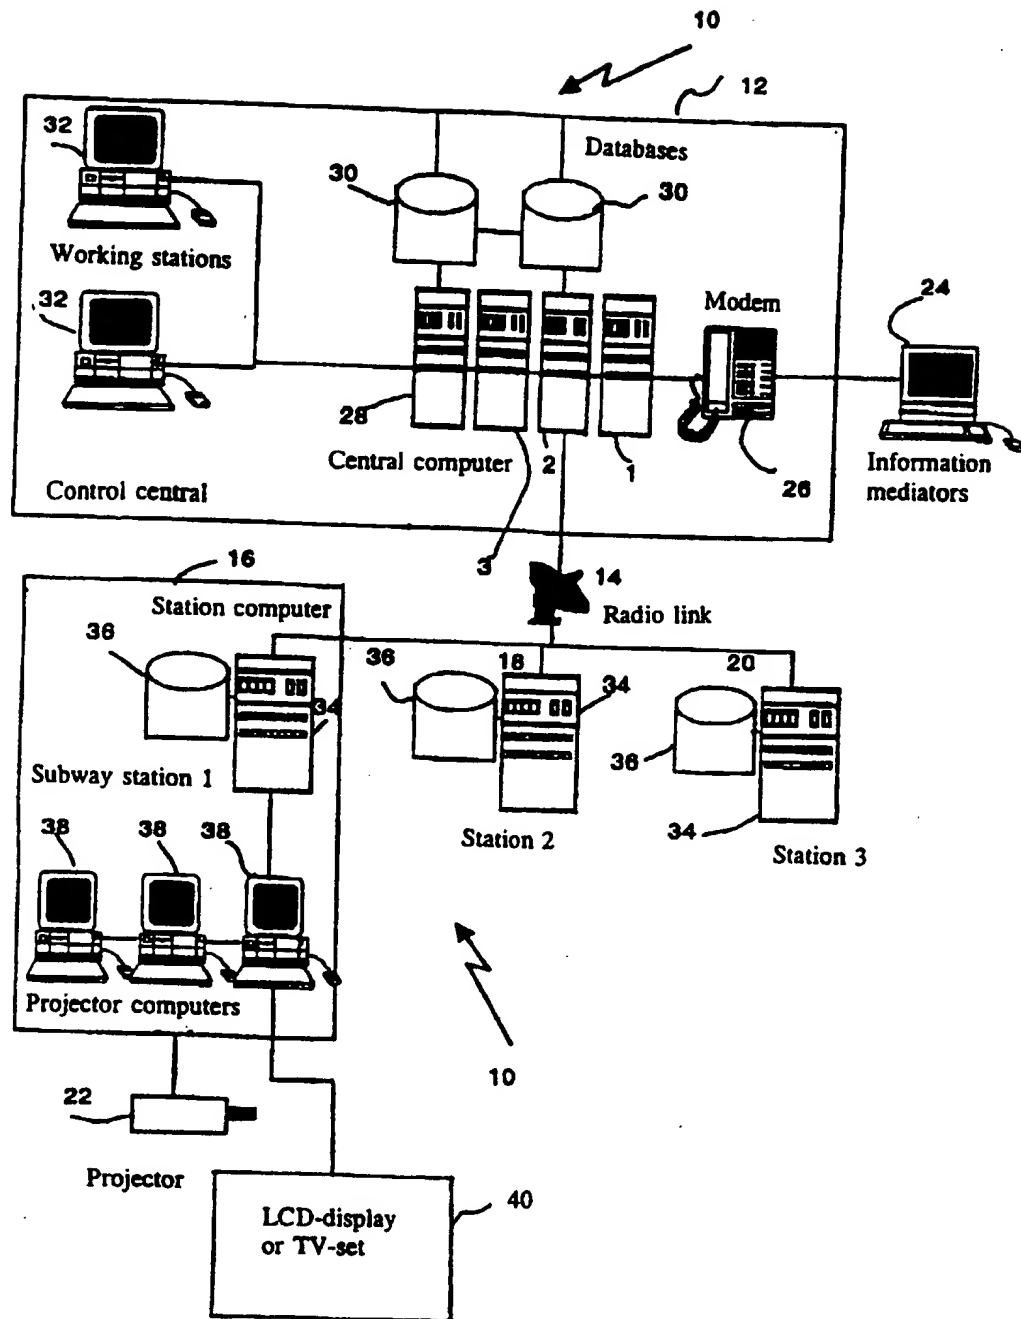 10
12
32
Databases
30
30
Working stations
32
Modem
24
28
Central computer
2
1
26
Information
mediators
Control central
3
16
14
Station computer
Radio link
36
36
18
20
34
34
36
Subway station 1
34
Station 2
Station 3
38
38
38
Projector computers
10
22
Projector
40
LCD-display
or TV-set